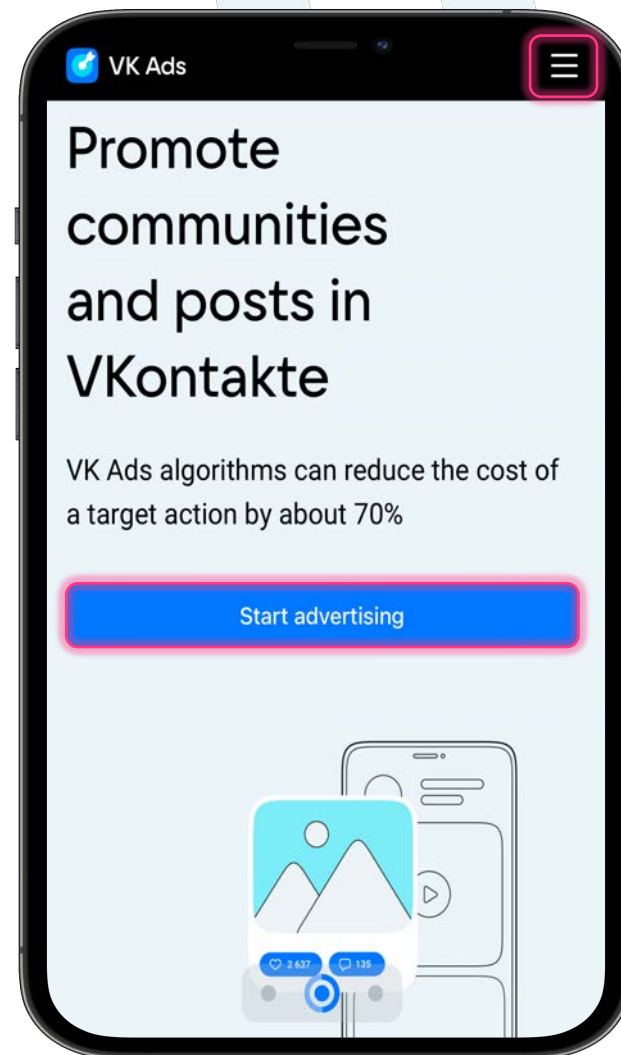 VK Ads
Promote
communities
and posts in
VKontakte
VK Ads algorithms can reduce the cost of
a target action by about 70%
Start advertising
2 637
135